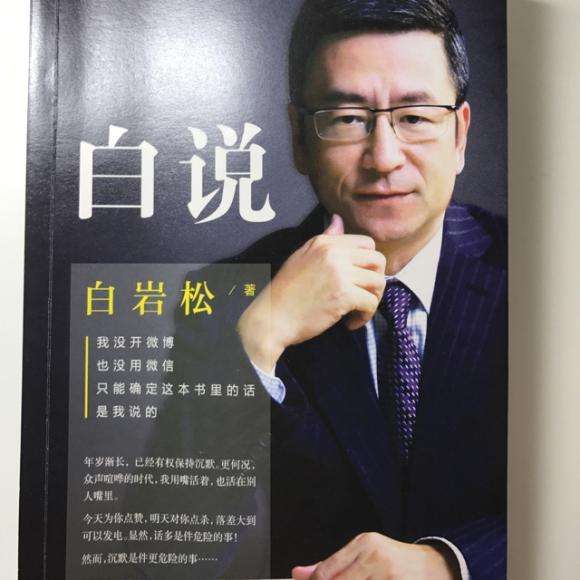 白说
白岩松 / 著
我没开微博
也没用微信
只能确定这本书里的话
是我说的
年岁渐长，已经有权保持沉默。更何况，
众声喧哗的时代，我用嘴活着，也活在别
人嘴里。
今天为你点赞，明天对你点杀，落差大到
可以发电。显然，话多是件危险的事！
然而，沉默是件更危险的事……